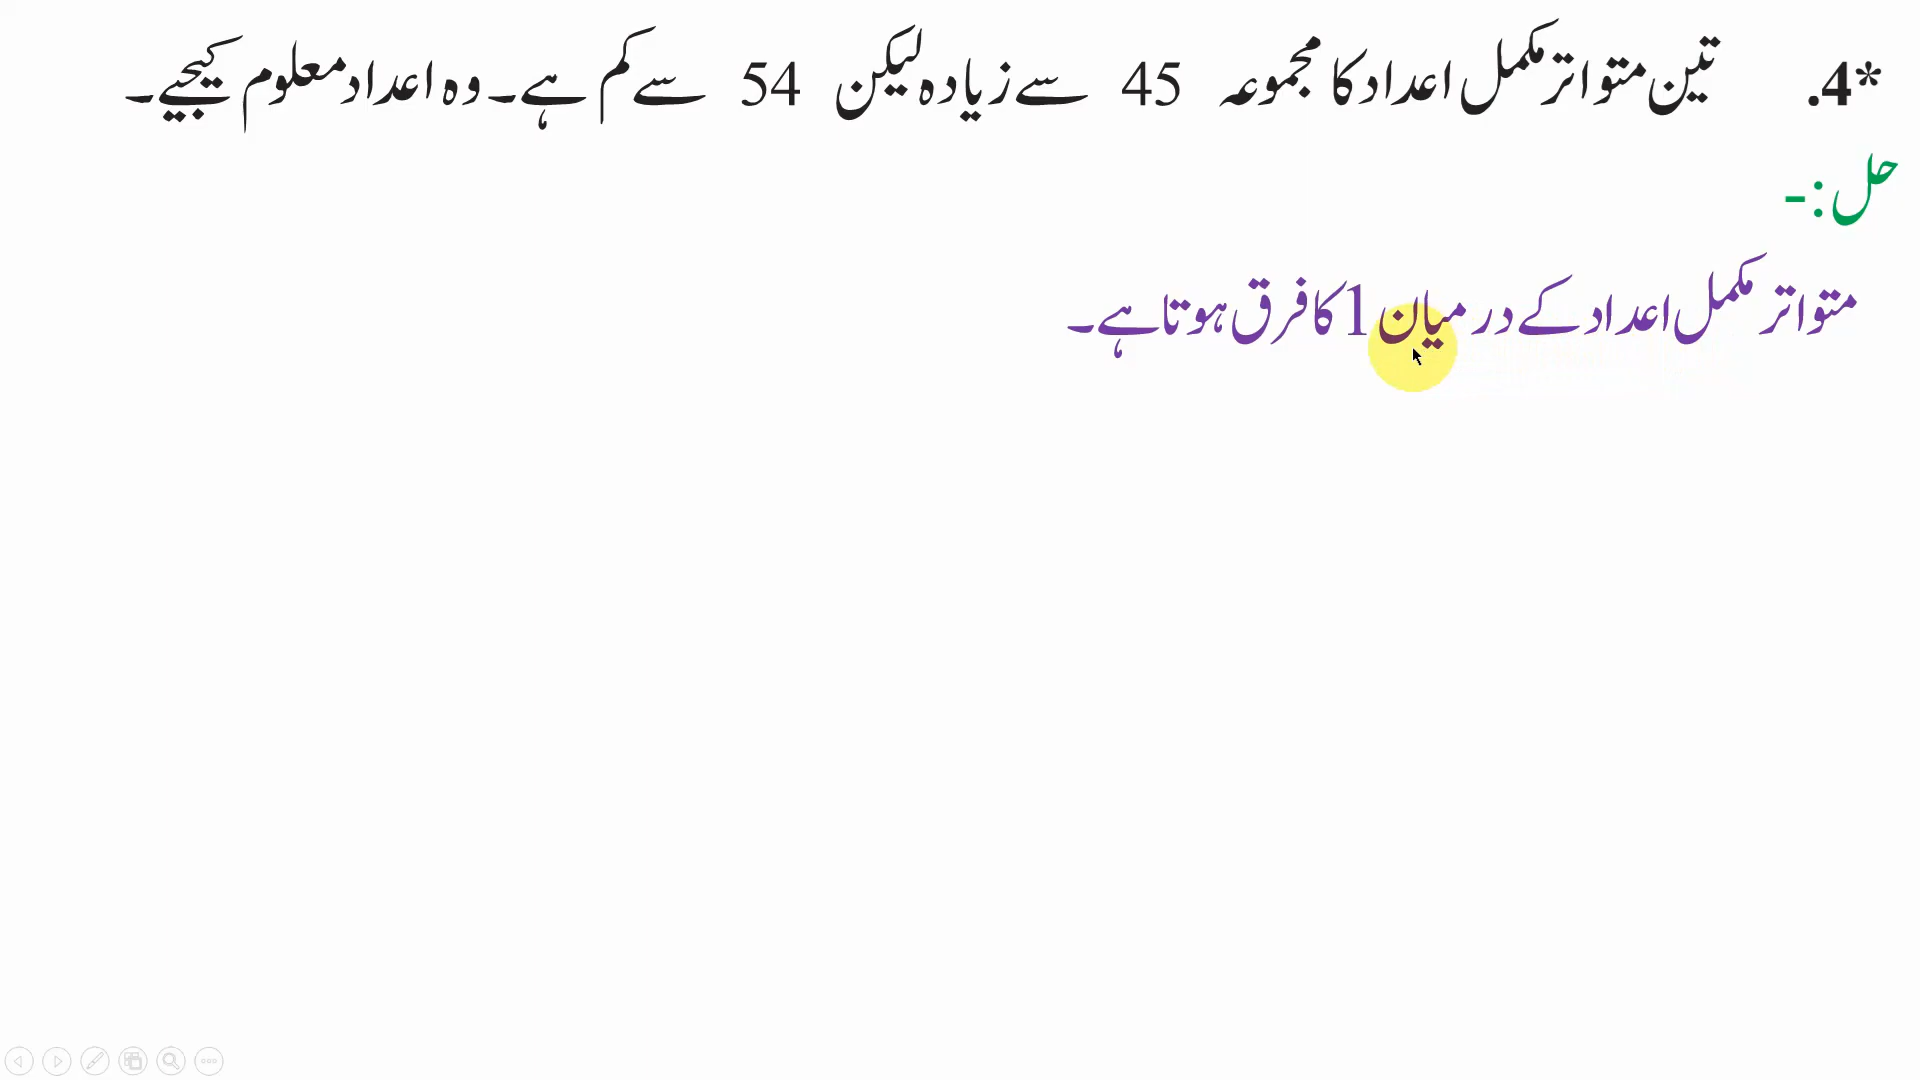 *4. تین متواتر مکمل اعداد کا مجموعہ 45 سے زیادہ لیکن 54 سے کم ہے۔ وہ اعداد معلوم کیجیے۔
حل :-
متواتر مکمل اعداد کے درمیان 1 کا فرق ہوتا ہے۔